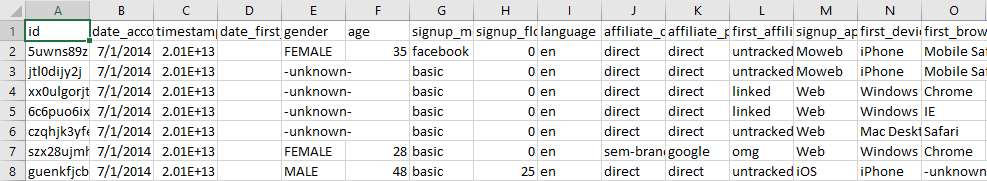 A B C D E F G H I J K L M N O
1 id date_acco timestamp date_first_ gender age signup_m signup_flo language affiliate_c affiliate_p first_affili signup_ap first_devi first_brow
2 5uwns89z 7/1/2014 2.01E+13 FEMALE 35 facebook 0 en direct direct untracked Moweb iPhone Mobile Saf
3 jtl0dijy2j 7/1/2014 2.01E+13 -unknown- basic 0 en direct direct untracked Moweb iPhone Mobile Saf
4 xx0ulgorjt 7/1/2014 2.01E+13 -unknown- basic 0 en direct direct linked Web Windows Chrome
5 6c6puo6ix 7/1/2014 2.01E+13 -unknown- basic 0 en direct direct linked Web Windows IE
6 czqhjk3yfe 7/1/2014 2.01E+13 -unknown- basic 0 en direct direct untracked Web Mac Deskt Safari
7 szx28ujmh 7/1/2014 2.01E+13 FEMALE 28 basic 0 en sem-bran google omg Web Windows Chrome
8 guenkfjcb 7/1/2014 2.01E+13 MALE 48 basic 25 en direct direct untracked iOS iPhone -unknown